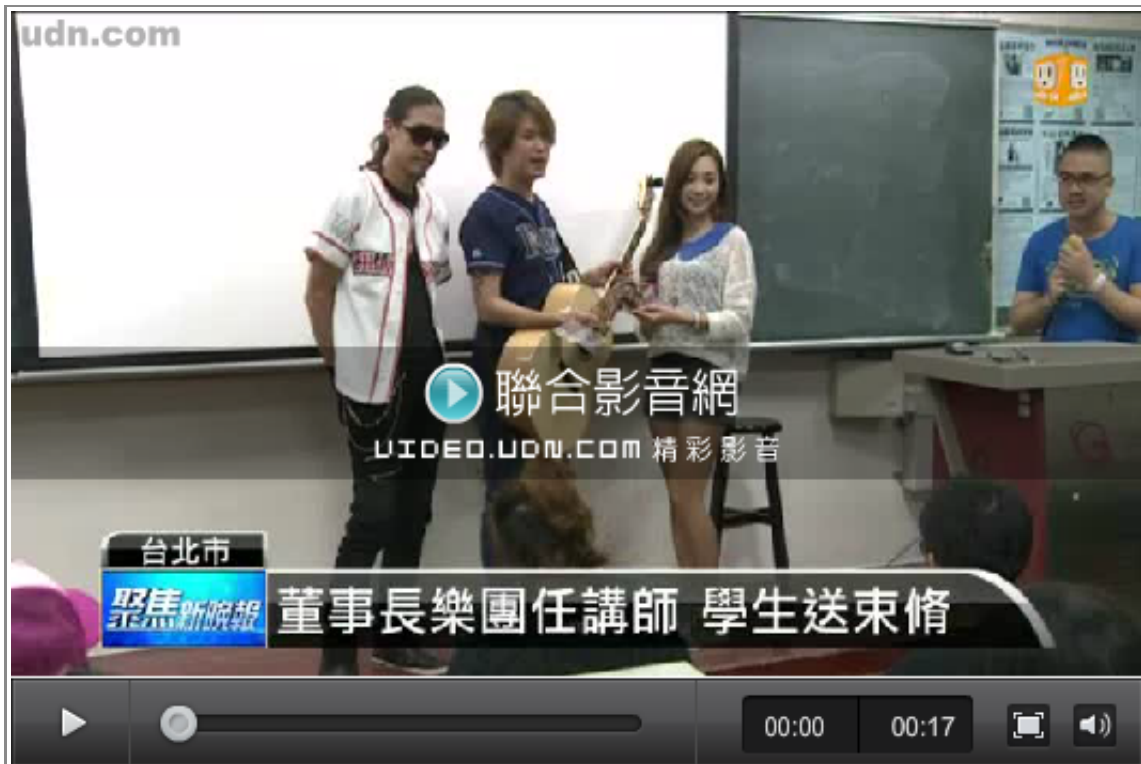 udn.com
聯合影音網
VIDEO.UDN.COM 精彩影音
台北市
聚焦新晚報
董事長樂團任講師 學生送束脩
00:00 00:17